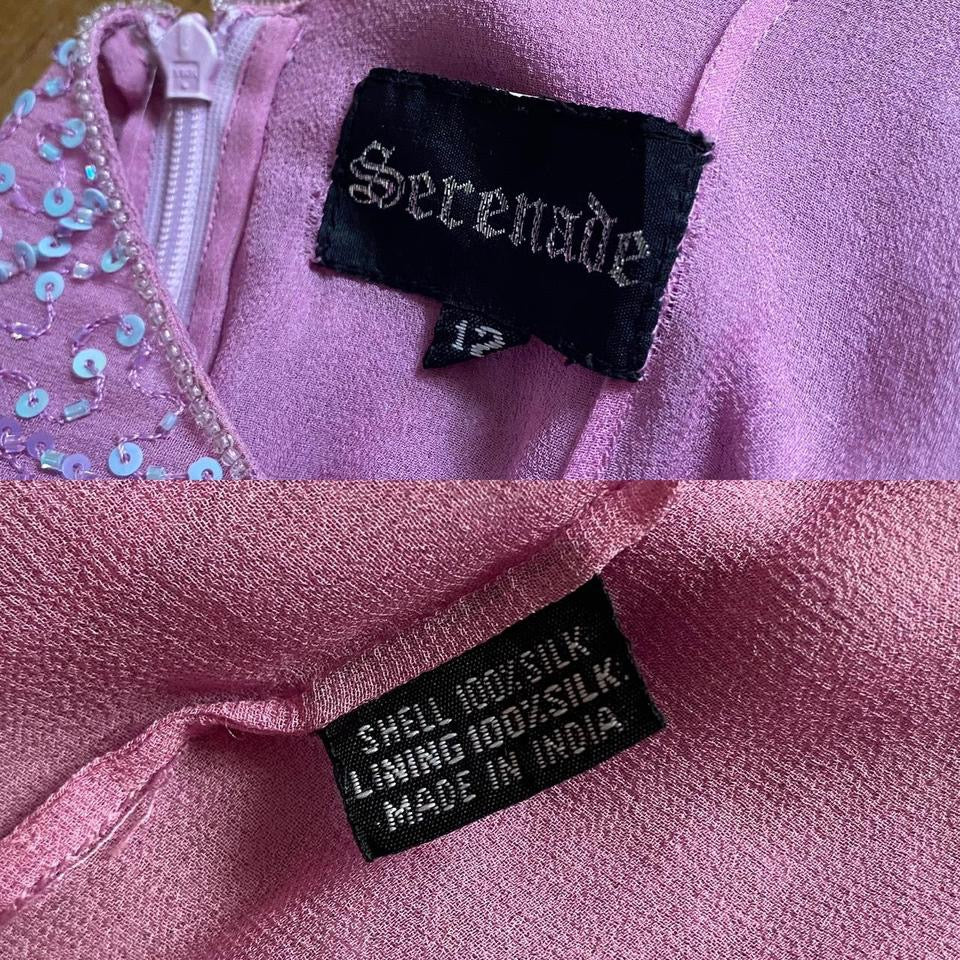 Serenade
12
SHELL 100% SILK
LINING 100% SILK.
MADE IN INDIA